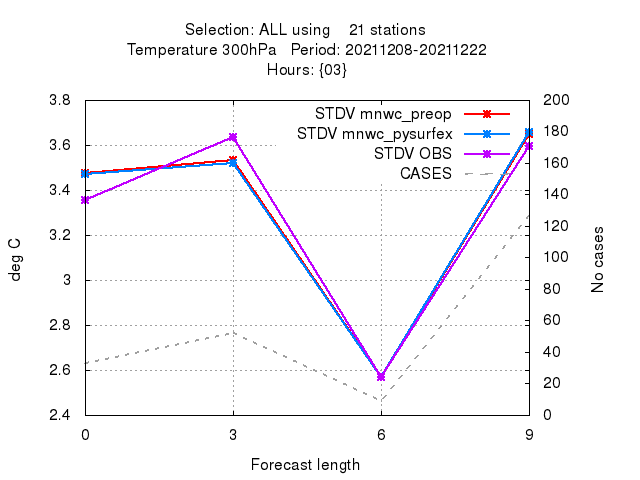 Selection: ALL using    21 stations
Temperature 300hPa   Period: 20211208-20211222
Hours: {03}
STDV mnwc_preop
STDV mnwc_pysurfex
STDV OBS
CASES
deg C
3.8
3.6
3.4
3.2
3
2.8
2.6
2.4
200
180
160
140
120
100
80
60
40
20
0
No cases
0 3 6 9
Forecast length